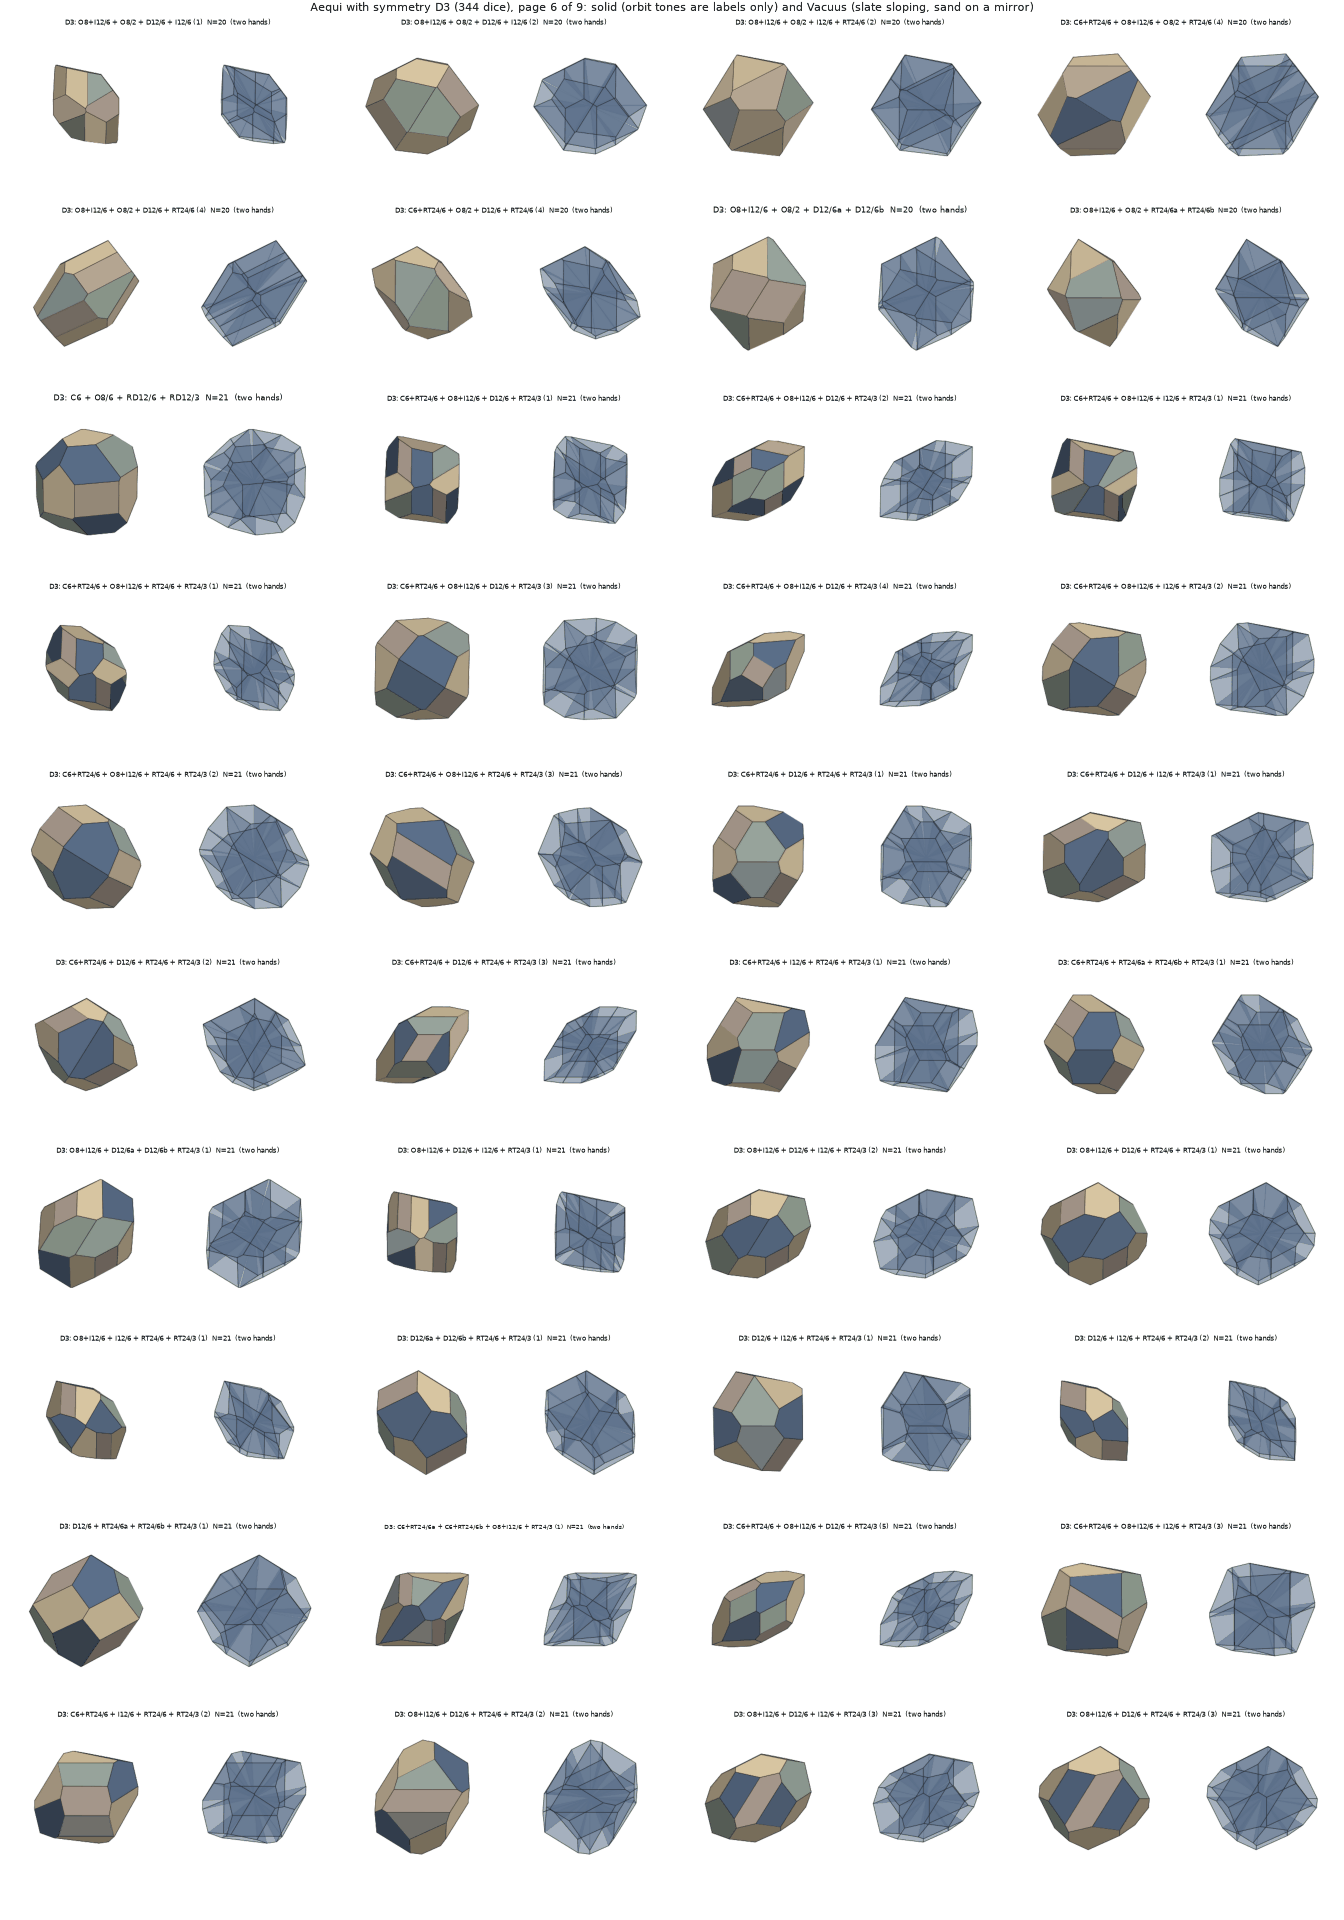 Aequi with symmetry D3 (344 dice), page 6 of 9: solid (orbit tones are labels only) and Vacuus (slate sloping, sand on a mirror)
D3: O8+I12/6 + O8/2 + D12/6 + I12/6 (1)  N=20  (two hands)
D3: O8+I12/6 + O8/2 + D12/6 + I12/6 (2)  N=20  (two hands)
D3: O8+I12/6 + O8/2 + I12/6 + RT24/6 (2)  N=20  (two hands)
D3: C6+RT24/6 + O8+I12/6 + O8/2 + RT24/6 (4)  N=20  (two hands)
D3: O8+I12/6 + O8/2 + D12/6 + RT24/6 (4)  N=20  (two hands)
D3: C6+RT24/6 + O8/2 + D12/6 + RT24/6 (4)  N=20  (two hands)
D3: O8+I12/6 + O8/2 + D12/6a + D12/6b  N=20  (two hands)
D3: O8+I12/6 + O8/2 + RT24/6a + RT24/6b  N=20  (two hands)
D3: C6 + O8/6 + RD12/6 + RD12/3  N=21  (two hands)
D3: C6+RT24/6 + O8+I12/6 + D12/6 + RT24/3 (1)  N=21  (two hands)
D3: C6+RT24/6 + O8+I12/6 + D12/6 + RT24/3 (2)  N=21  (two hands)
D3: C6+RT24/6 + O8+I12/6 + I12/6 + RT24/3 (1)  N=21  (two hands)
D3: C6+RT24/6 + O8+I12/6 + RT24/6 + RT24/3 (1)  N=21  (two hands)
D3: C6+RT24/6 + O8+I12/6 + D12/6 + RT24/3 (3)  N=21  (two hands)
D3: C6+RT24/6 + O8+I12/6 + D12/6 + RT24/3 (4)  N=21  (two hands)
D3: C6+RT24/6 + O8+I12/6 + I12/6 + RT24/3 (2)  N=21  (two hands)
D3: C6+RT24/6 + O8+I12/6 + RT24/6 + RT24/3 (2)  N=21  (two hands)
D3: C6+RT24/6 + O8+I12/6 + RT24/6 + RT24/3 (3)  N=21  (two hands)
D3: C6+RT24/6 + D12/6 + RT24/6 + RT24/3 (1)  N=21  (two hands)
D3: C6+RT24/6 + D12/6 + I12/6 + RT24/3 (1)  N=21  (two hands)
D3: C6+RT24/6 + D12/6 + RT24/6 + RT24/3 (2)  N=21  (two hands)
D3: C6+RT24/6 + D12/6 + RT24/6 + RT24/3 (3)  N=21  (two hands)
D3: C6+RT24/6 + I12/6 + RT24/6 + RT24/3 (1)  N=21  (two hands)
D3: C6+RT24/6 + RT24/6a + RT24/6b + RT24/3 (1)  N=21  (two hands)
D3: O8+I12/6 + D12/6a + D12/6b + RT24/3 (1)  N=21  (two hands)
D3: O8+I12/6 + D12/6 + I12/6 + RT24/3 (1)  N=21  (two hands)
D3: O8+I12/6 + D12/6 + I12/6 + RT24/3 (2)  N=21  (two hands)
D3: O8+I12/6 + D12/6 + RT24/6 + RT24/3 (1)  N=21  (two hands)
D3: O8+I12/6 + I12/6 + RT24/6 + RT24/3 (1)  N=21  (two hands)
D3: D12/6a + D12/6b + RT24/6 + RT24/3 (1)  N=21  (two hands)
D3: D12/6 + I12/6 + RT24/6 + RT24/3 (1)  N=21  (two hands)
D3: D12/6 + I12/6 + RT24/6 + RT24/3 (2)  N=21  (two hands)
D3: D12/6 + RT24/6a + RT24/6b + RT24/3 (1)  N=21  (two hands)
D3: C6+RT24/6a + C6+RT24/6b + O8+I12/6 + RT24/3 (1)  N=21  (two hands)
D3: C6+RT24/6 + O8+I12/6 + D12/6 + RT24/3 (5)  N=21  (two hands)
D3: C6+RT24/6 + O8+I12/6 + I12/6 + RT24/3 (3)  N=21  (two hands)
D3: C6+RT24/6 + I12/6 + RT24/6 + RT24/3 (2)  N=21  (two hands)
D3: O8+I12/6 + D12/6 + RT24/6 + RT24/3 (2)  N=21  (two hands)
D3: O8+I12/6 + D12/6 + I12/6 + RT24/3 (3)  N=21  (two hands)
D3: O8+I12/6 + D12/6 + RT24/6 + RT24/3 (3)  N=21  (two hands)